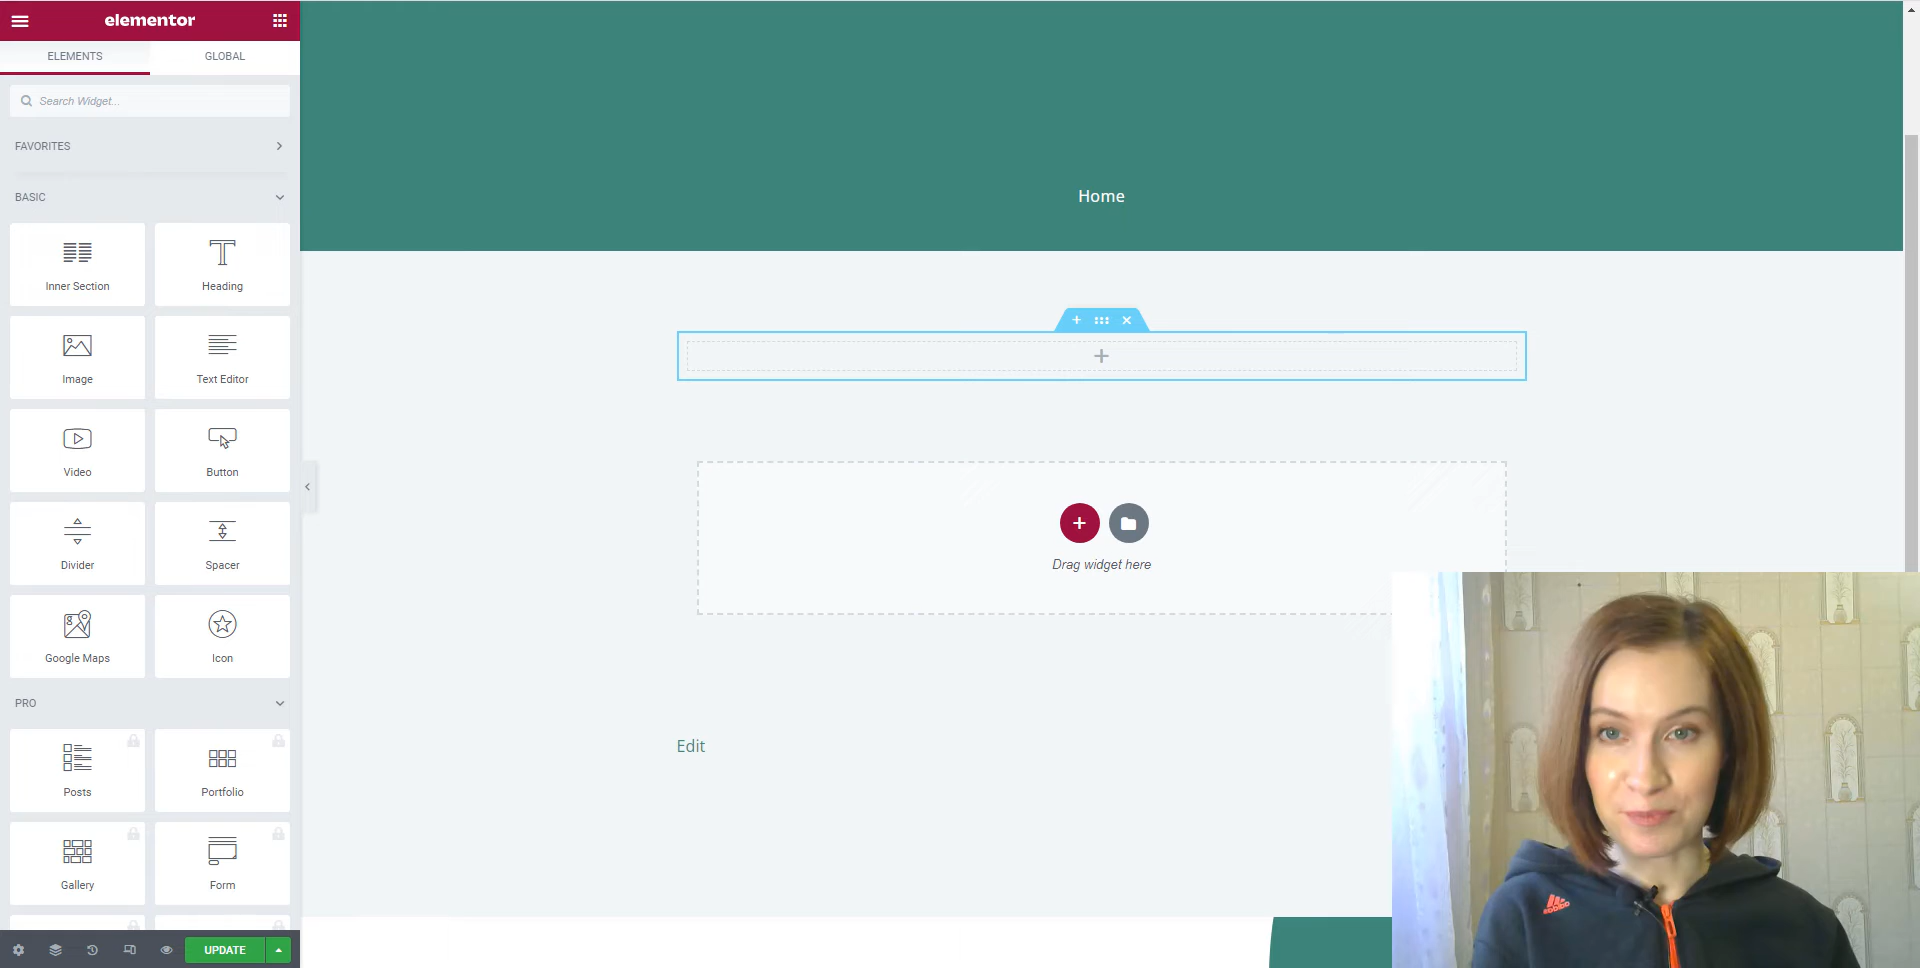 elementor
ELEMENTS
GLOBAL
Search Widget...
FAVORITES
BASIC
Inner Section
Heading
Image
Text Editor
Video
Button
Divider
Spacer
Google Maps
Icon
PRO
Posts
Portfolio
Gallery
Form
UPDATE
Home
Drag widget here
Edit
adidas